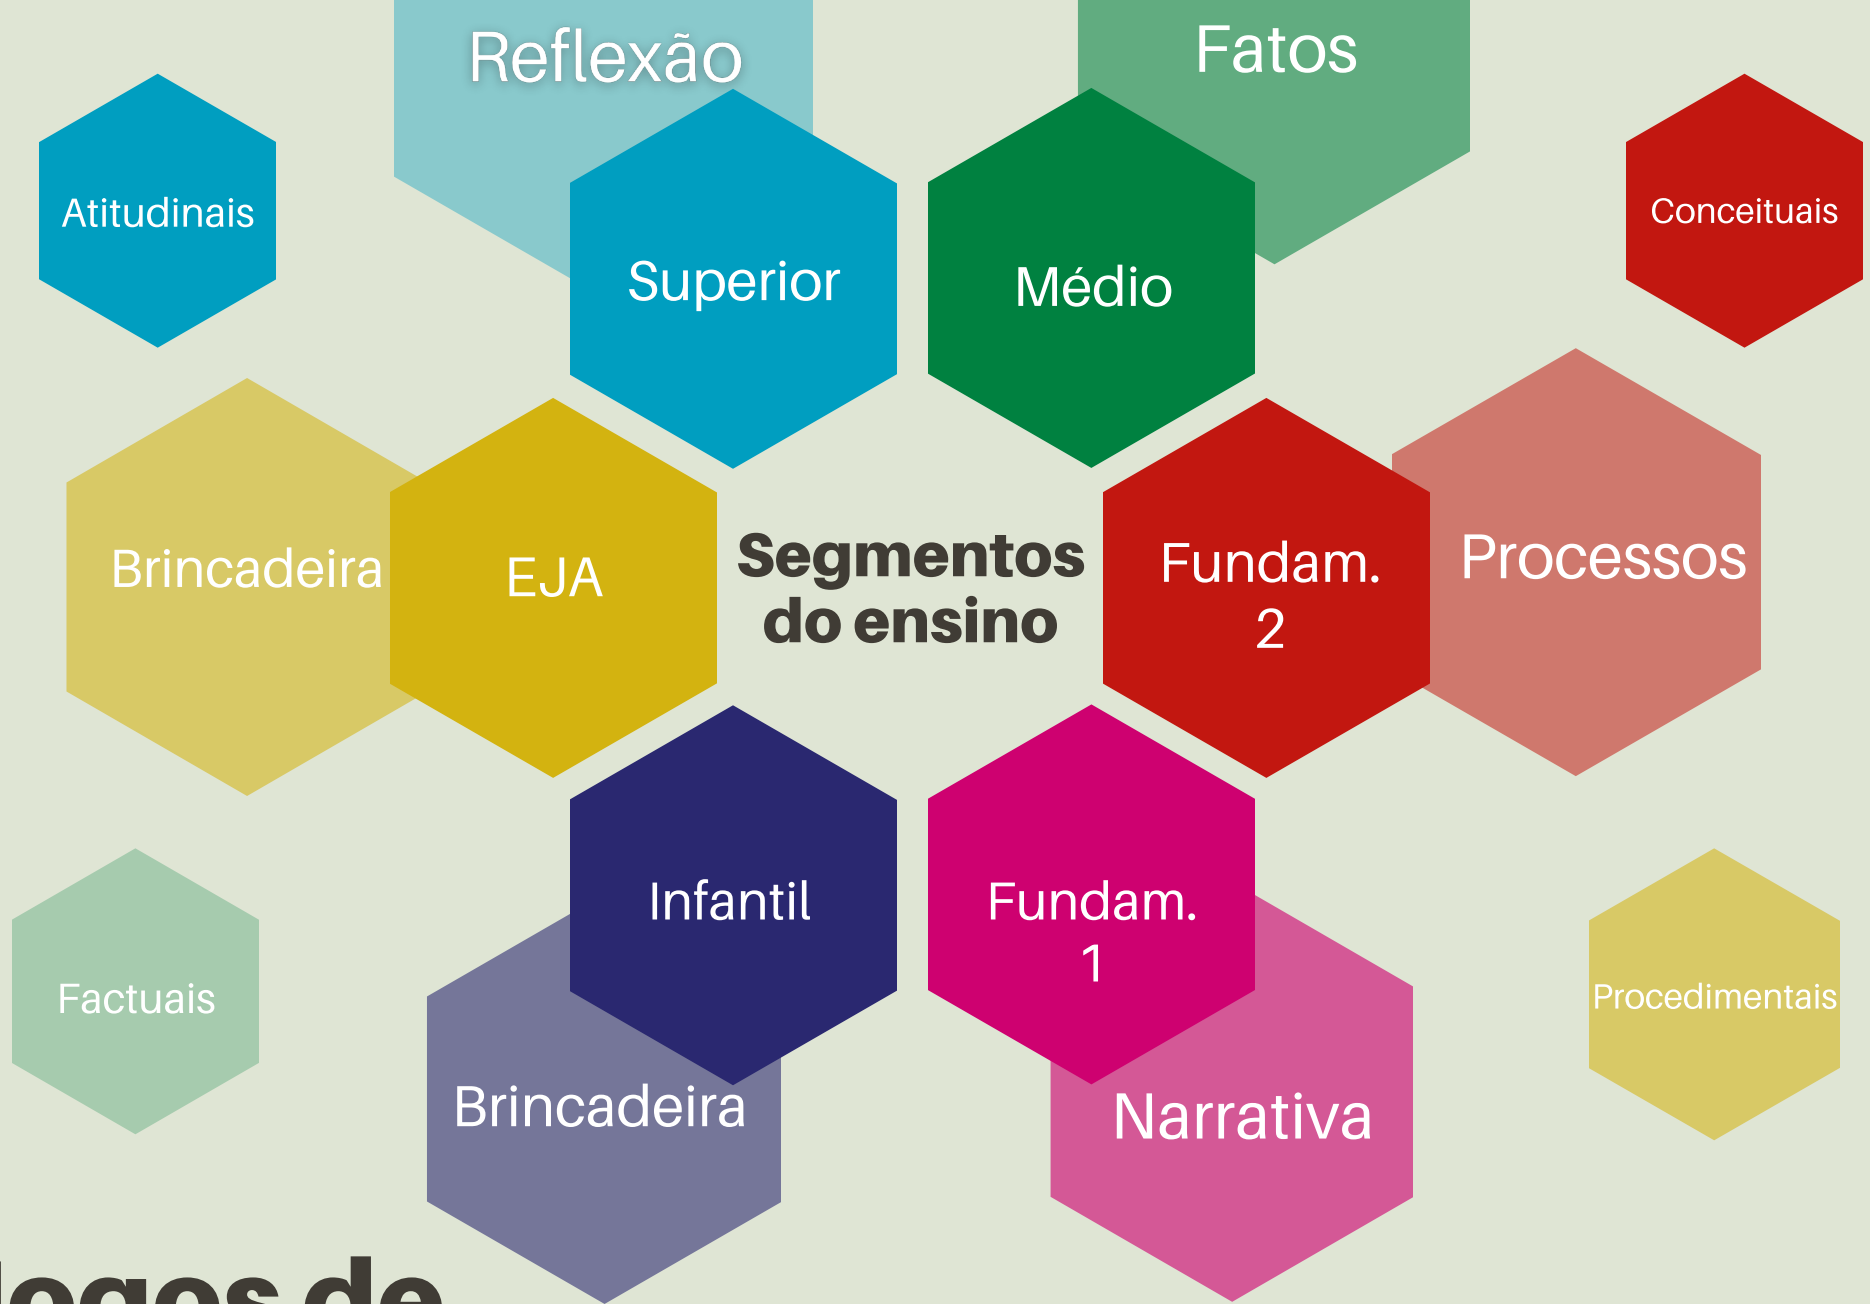 Reflexão
Fatos
Atitudinais
Conceituais
Superior
Médio
Brincadeira
EJA
Segmentos
do ensino
Fundam.
2
Processos
Infantil
Fundam.
1
Factuais
Procedimentais
Brincadeira
Narrativa
de